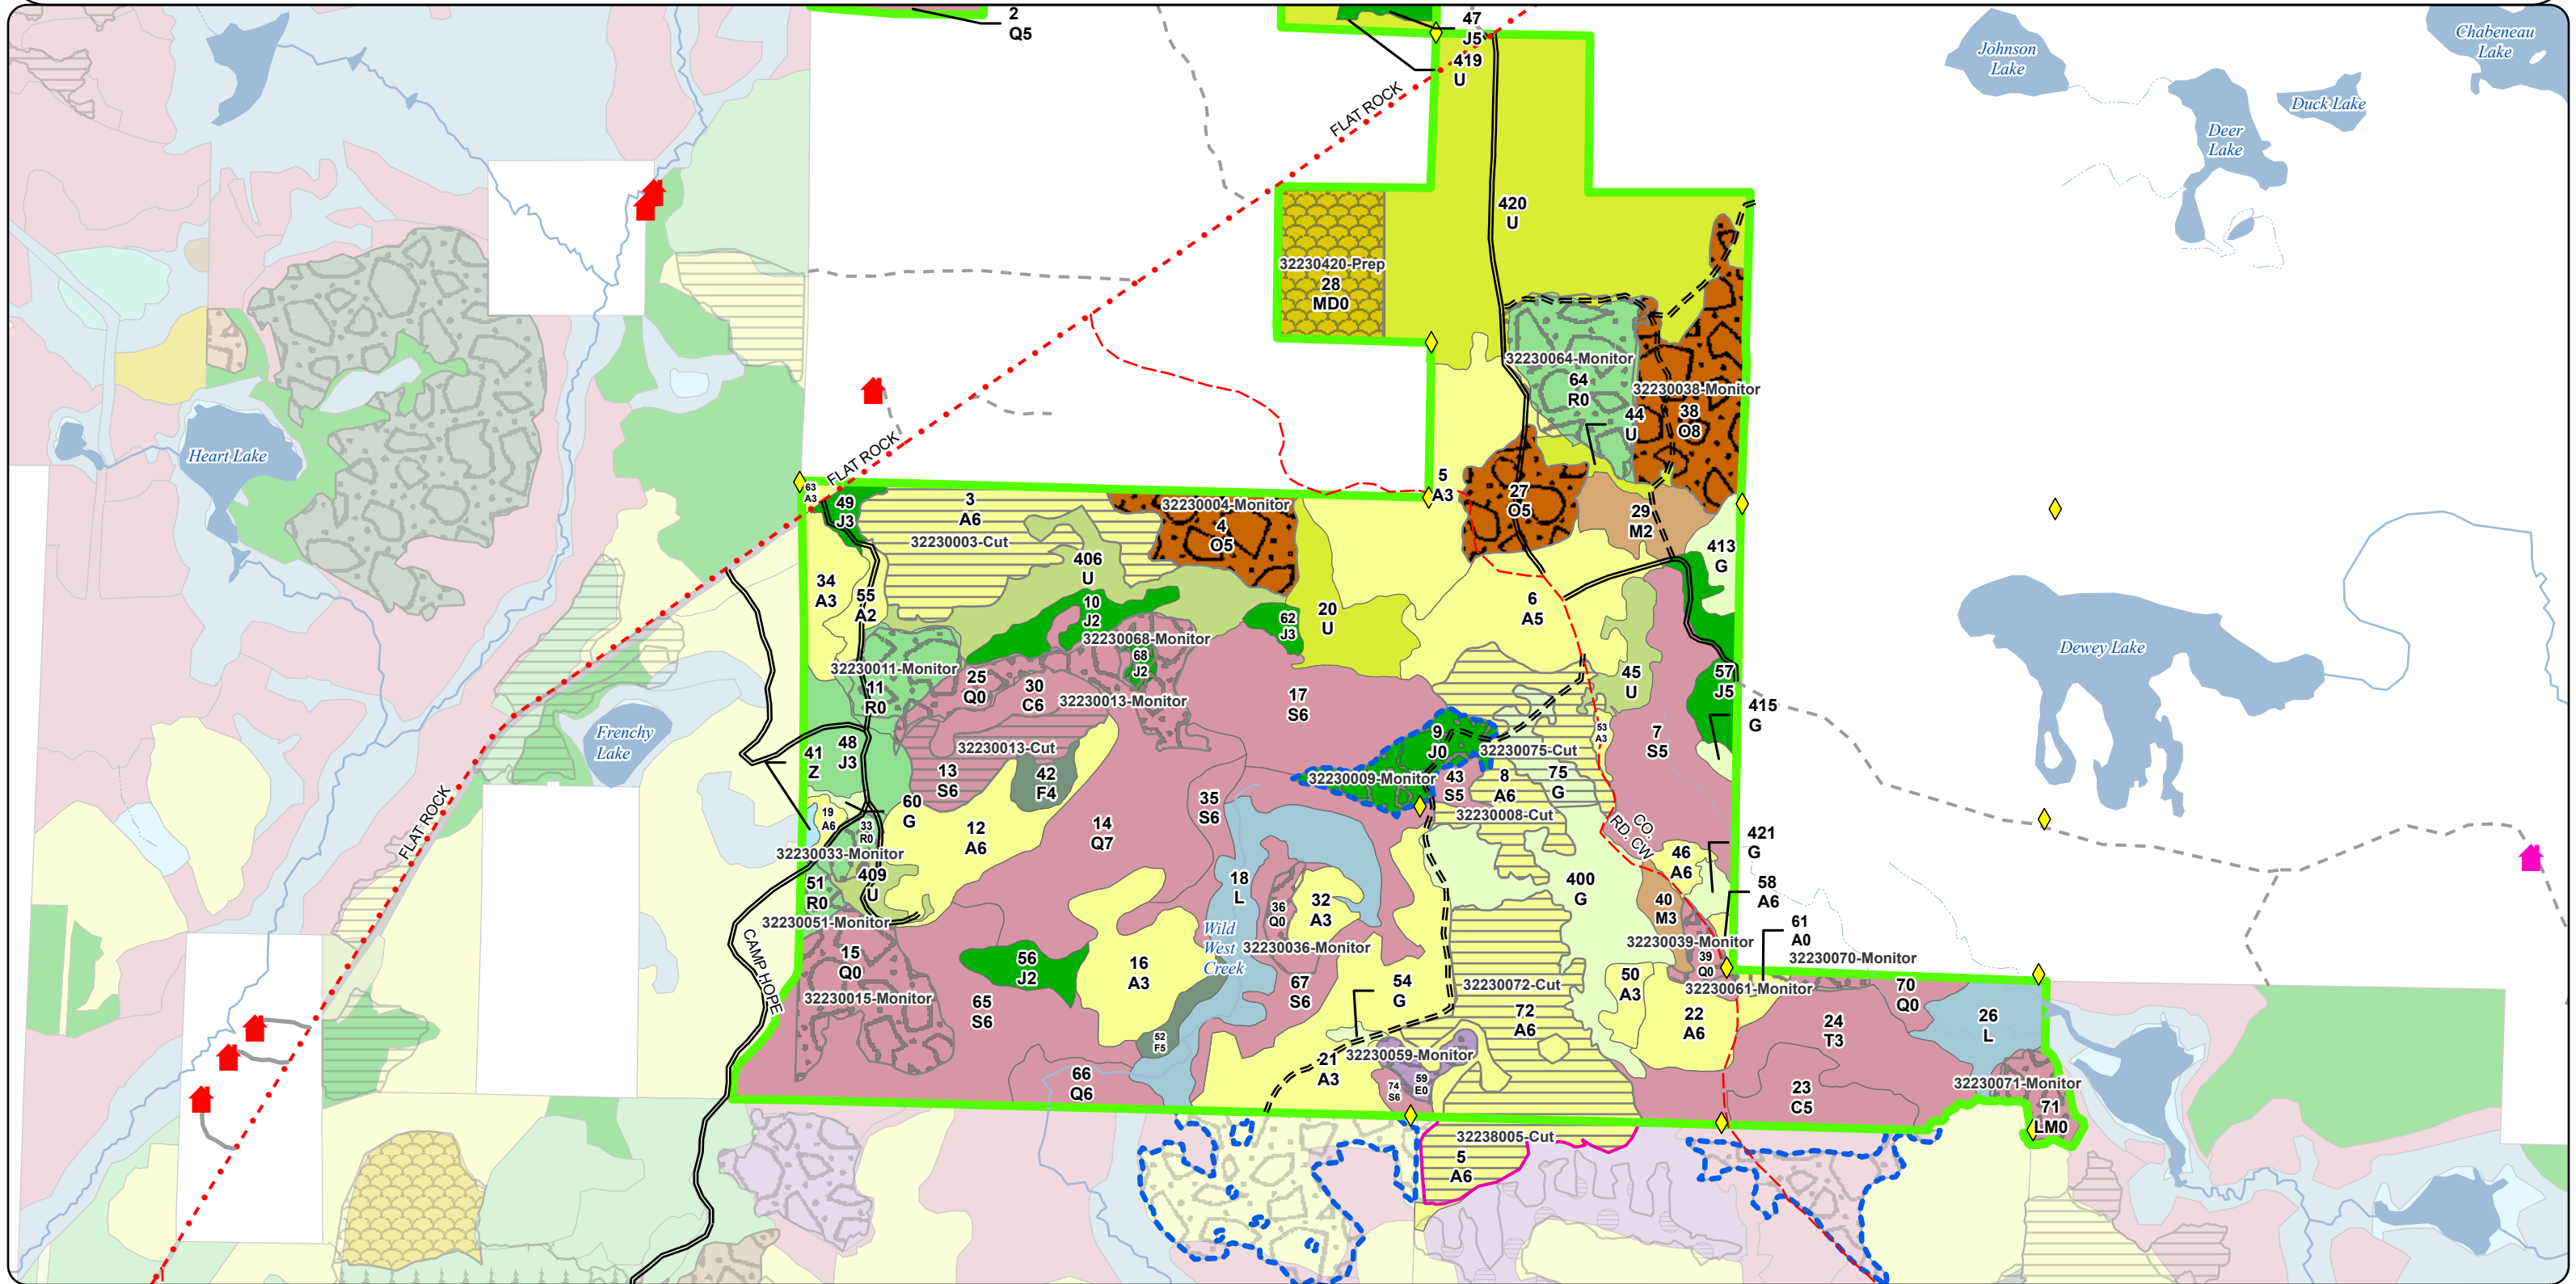 2
Q5
47
J5
419
U
Johnson
Lake
Chabeneau
Lake
Duck Lake
Deer
Lake
FLAT ROCK
420
U
32230420-Prep
28
MD0
32230064-Monitor
64
R0
32230038-Monitor
38
O8
44
U
Heart Lake
FLAT ROCK
63
A3
49
J3
3
A6
32230003-Cut
32230004-Monitor
4
O5
5
A3
27
O5
29
M2
413
G
406
U
34
A3
55
A2
10
J2
62
J3
20
U
6
A5
32230068-Monitor
68
J2
32230011-Monitor
11
R0
25
Q0
30
C6
32230013-Monitor
17
S6
45
U
57
J5
415
G
Frenchy
Lake
Dewey Lake
41
Z
48
J3
32230013-Cut
13
S6
42
F4
9
J0
32230075-Cut
53
A3
7
S5
32230009-Monitor
43
S5
8
A6
75
G
32230008-Cut
CO.
RD. CW
60
G
19
A6
33
R0
12
A6
14
Q7
35
S6
FLAT ROCK
32230033-Monitor
409
U
51
R0
32230051-Monitor
18
L
36
Q0
32
A3
400
G
46
A6
421
G
58
A6
40
M3
61
A0
32230039-Monitor
39
Q0
32230070-Monitor
Wild
West
Creek
32230036-Monitor
CAMP HOPE
15
Q0
32230015-Monitor
56
J2
16
A3
65
S6
67
S6
54
G
32230072-Cut
72
A6
50
A3
32230061-Monitor
22
A6
70
Q0
24
T3
26
L
52
F5
66
Q6
21
A3
32230059-Monitor
74
S6
59
E0
23
C5
32230071-Monitor
71
LM0
32238005-Cut
5
A6